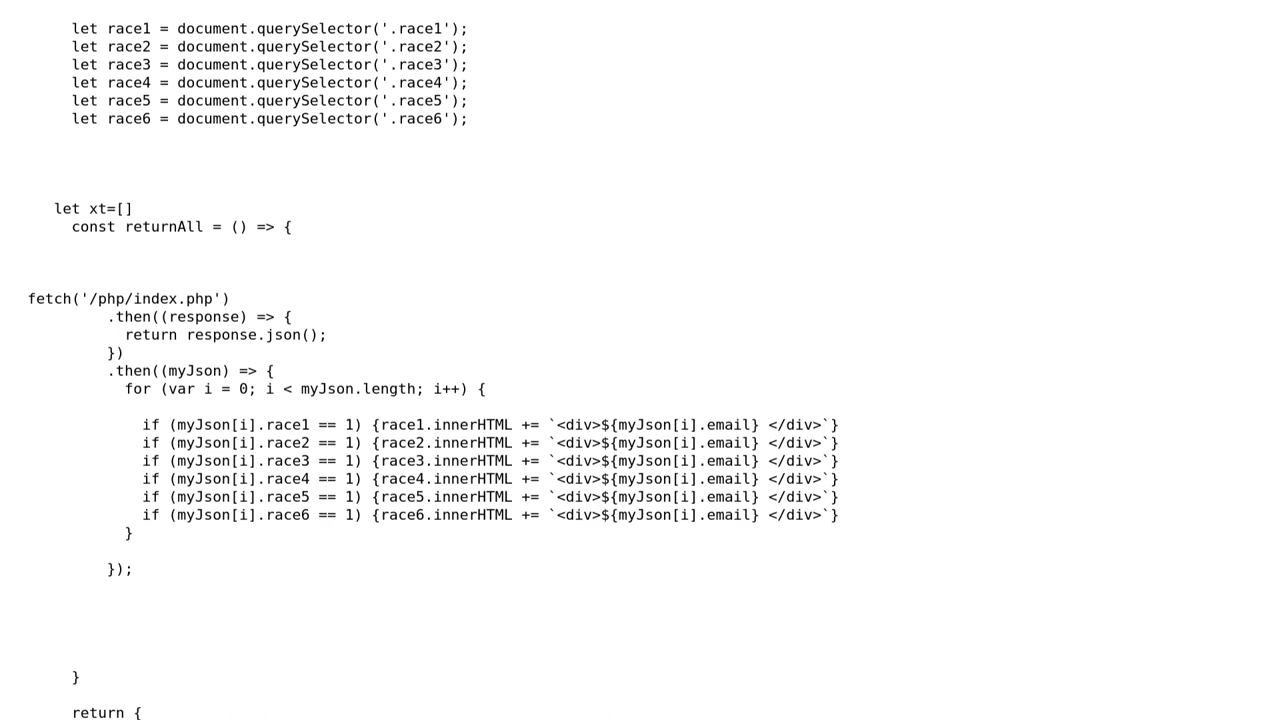 let race1 = document.querySelector('.race1');
let race2 = document.querySelector('.race2');
let race3 = document.querySelector('.race3');
let race4 = document.querySelector('.race4');
let race5 = document.querySelector('.race5');
let race6 = document.querySelector('.race6');
let xt=[]
const returnAll = () => {
fetch('/php/index.php')
.then((response) => {
return response.json();
})
.then((myJson) => {
for (var i = 0; i < myJson.length; i++) {
if (myJson[i].race1 == 1) {race1.innerHTML += `<div>${myJson[i].email} </div>`}
if (myJson[i].race2 == 1) {race2.innerHTML += `<div>${myJson[i].email} </div>`}
if (myJson[i].race3 == 1) {race3.innerHTML += `<div>${myJson[i].email} </div>`}
if (myJson[i].race4 == 1) {race4.innerHTML += `<div>${myJson[i].email} </div>`}
if (myJson[i].race5 == 1) {race5.innerHTML += `<div>${myJson[i].email} </div>`}
if (myJson[i].race6 == 1) {race6.innerHTML += `<div>${myJson[i].email} </div>`}
}
});
}
return {